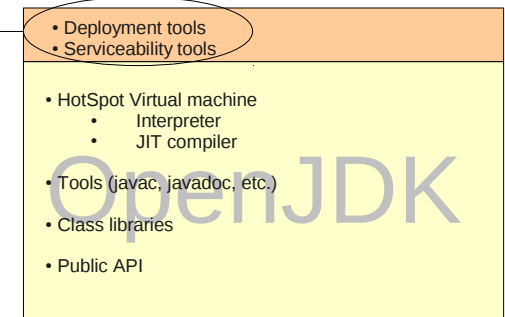 • Deployment tools
• Serviceability tools
• HotSpot Virtual machine
• Interpreter
• JIT compiler
• Tools (javac, javadoc, etc.)
OpenJDK
• Class libraries
• Public API